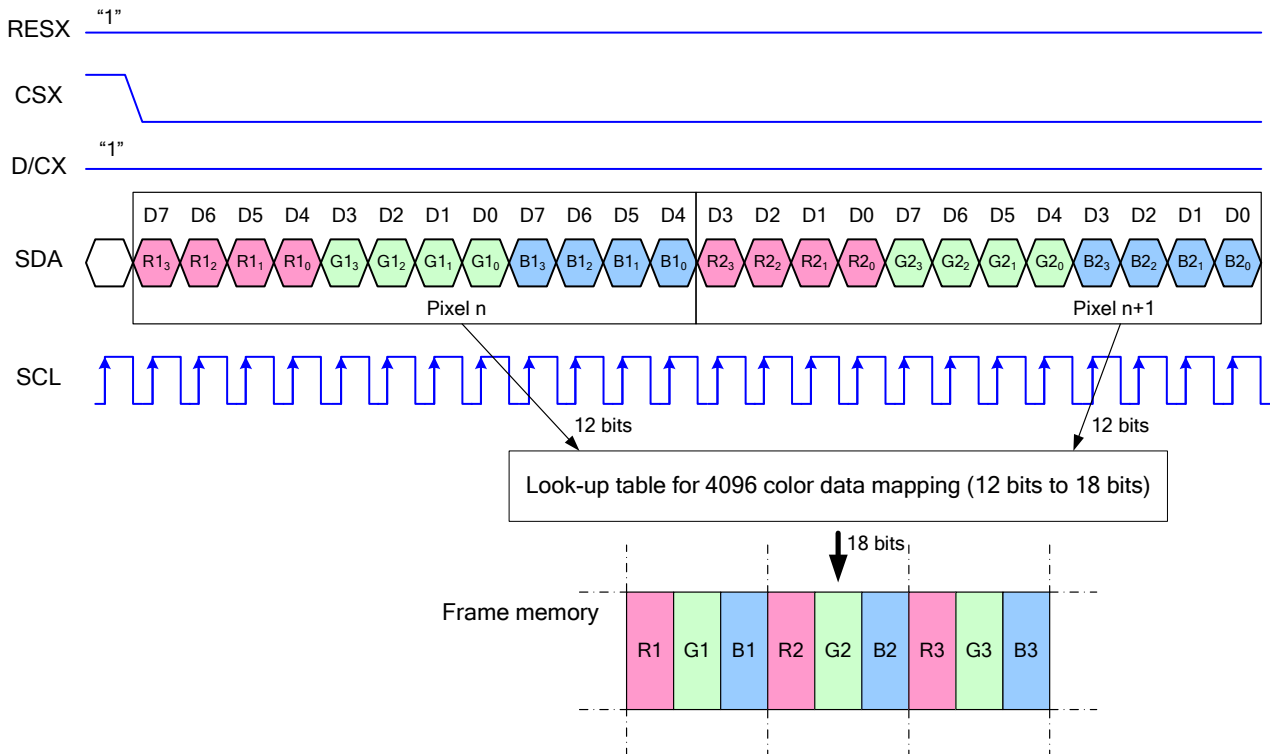 RESX “1”
CSX
D/CX “1”
D7 D6 D5 D4 D3 D2 D1 D0 D7 D6 D5 D4 D3 D2 D1 D0 D7 D6 D5 D4 D3 D2 D1 D0
SDA R1₃ R1₂ R1₁ R1₀ G1₃ G1₂ G1₁ G1₀ B1₃ B1₂ B1₁ B1₀ R2₃ R2₂ R2₁ R2₀ G2₃ G2₂ G2₁ G2₀ B2₃ B2₂ B2₁ B2₀
Pixel n Pixel n+1
SCL
12 bits 12 bits
Look-up table for 4096 color data mapping (12 bits to 18 bits)
18 bits
Frame memory
R1 G1 B1 R2 G2 B2 R3 G3 B3